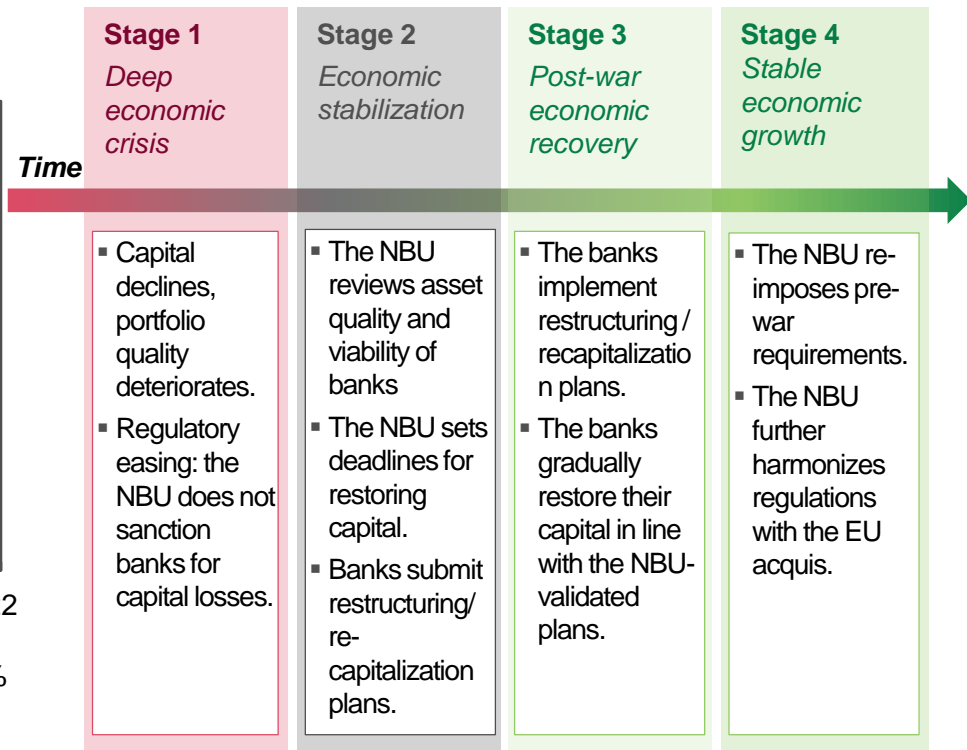 Stage 1
Deep
economic
crisis
Stage 2
Economic
stabilization
Stage 3
Post-war
economic
recovery
Stage 4
Stable
economic
growth
Time
▪ Capital
declines,
portfolio
quality
deteriorates.
▪ Regulatory
easing: the
NBU does not
sanction
banks for
capital losses.
▪ The NBU
reviews asset
quality and
viability of
banks
▪ The NBU sets
deadlines for
restoring
capital.
▪ Banks submit
restructuring/
re-
capitalization
plans.
▪ The banks
implement
restructuring /
recapitalizatio
n plans.
▪ The banks
gradually
restore their
capital in line
with the NBU-
validated
plans.
▪ The NBU re-
imposes pre-
war
requirements.
▪ The NBU
further
harmonizes
regulations
with the EU
acquis.
2
%